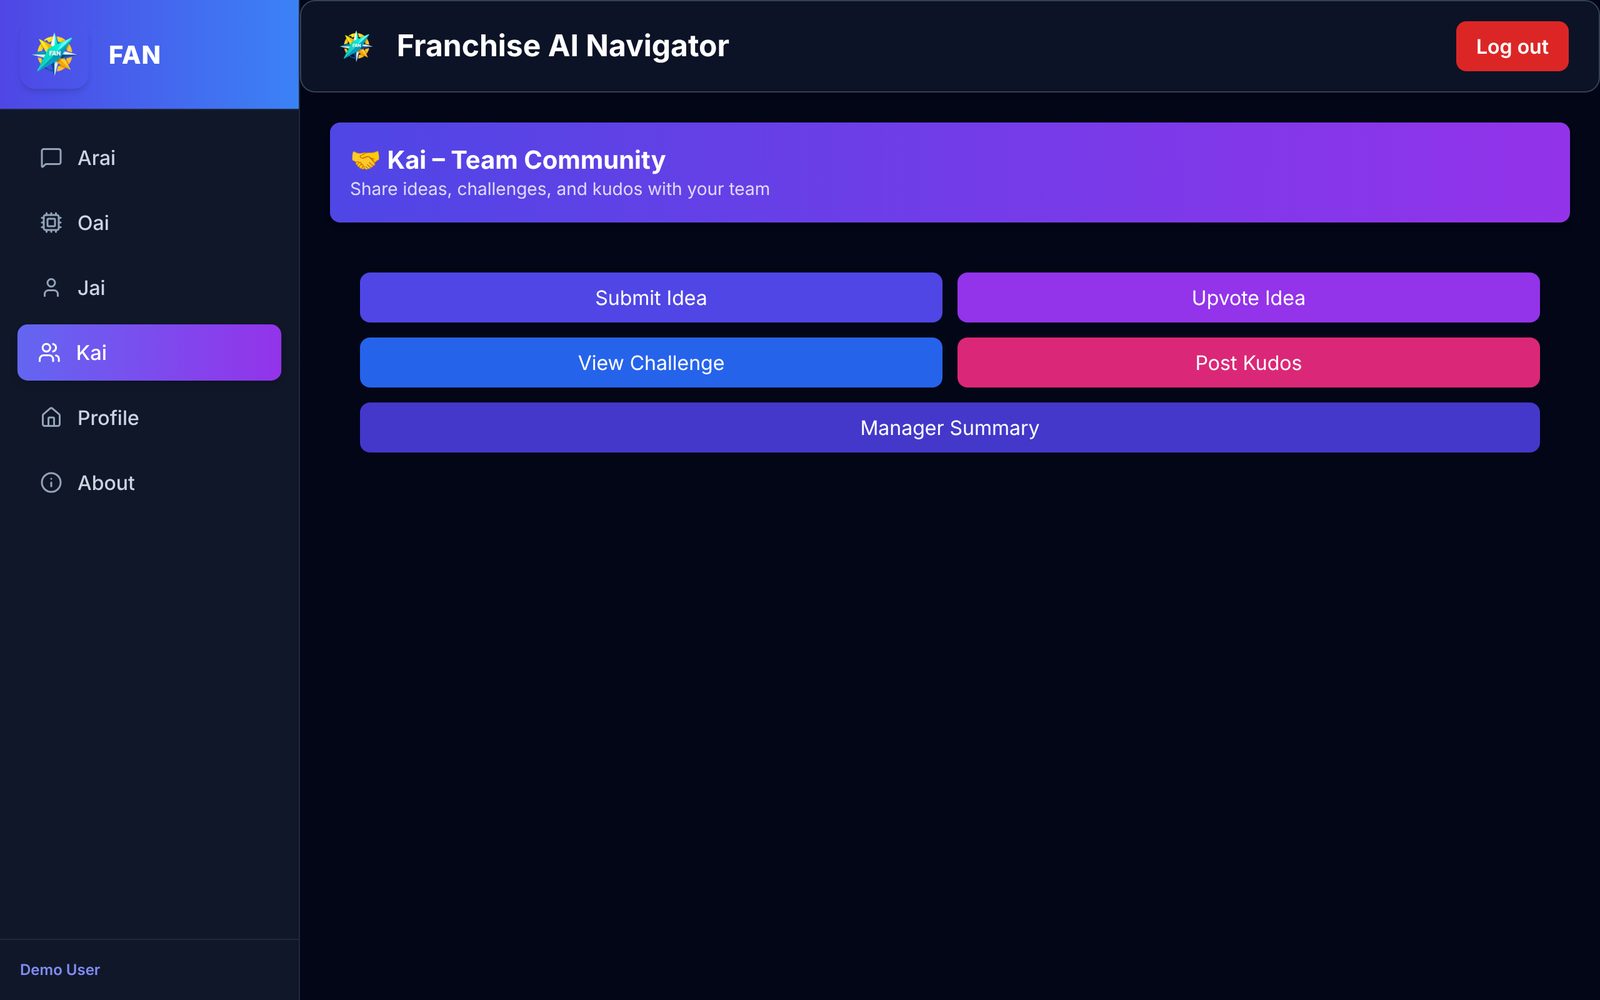 FAN
Franchise AI Navigator
Log out
Arai
Oai
Jai
Kai
Profile
About
Demo User
🤝 Kai – Team Community
Share ideas, challenges, and kudos with your team
Submit Idea
Upvote Idea
View Challenge
Post Kudos
Manager Summary